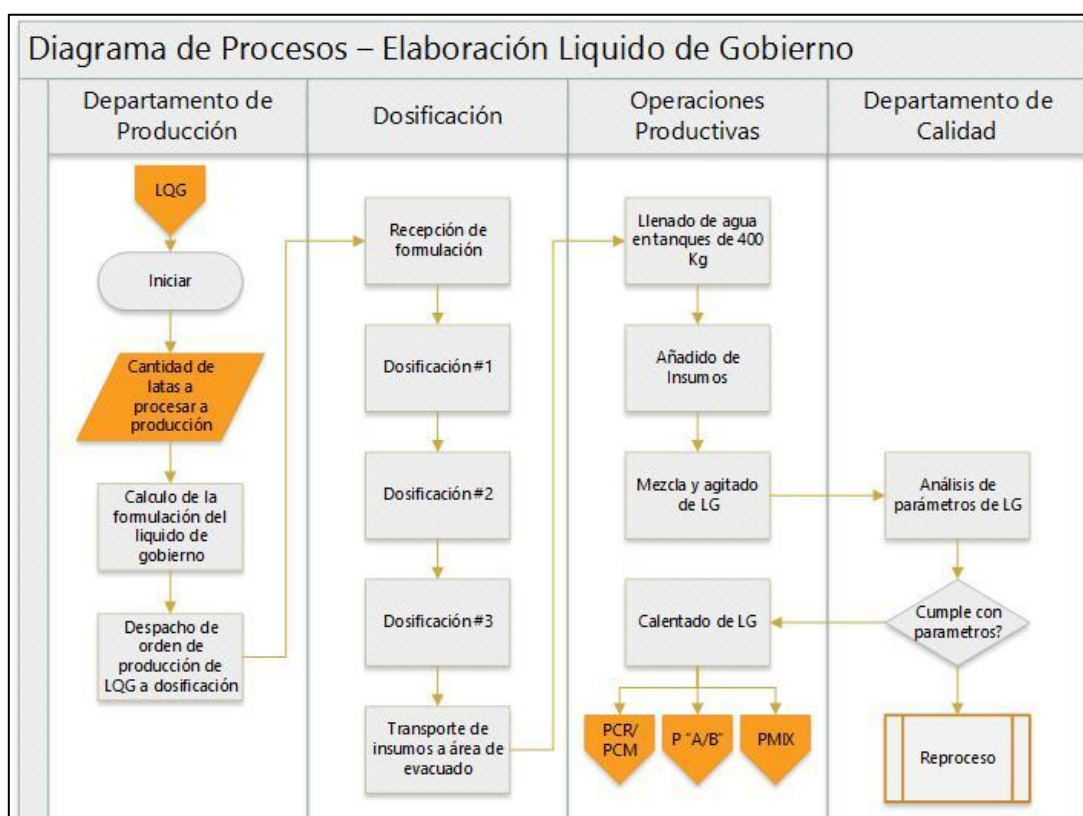 Diagrama de Procesos – Elaboración Liquido de Gobierno
Departamento de
Producción
Dosificación
Operaciones
Productivas
Departamento de
Calidad
LQG
Iniciar
Cantidad de
latas a
procesar a
producción
Calculo de la
formulación del
liquido de
gobierno
Despacho de
orden de
producción de
LQG a dosificación
Recepción de
formulación
Dosificación #1
Dosificación #2
Dosificación #3
Transporte de
insumos a área de
evacuado
Llenado de agua
en tanques de 400
Kg
Añadido de
Insumos
Mezcla y agitado
de LG
Calentado de LG
PCR/
PCM
P "A/B"
PMIX
Análisis de
parámetros de LG
Cumple con
parametros?
Reproceso